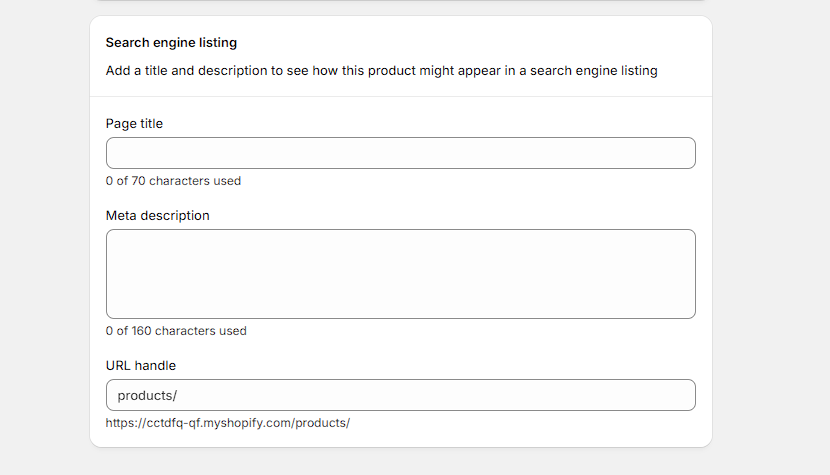 Search engine listing
Add a title and description to see how this product might appear in a search engine listing
Page title
0 of 70 characters used
Meta description
0 of 160 characters used
URL handle
products/
https://cctdfq-qf.myshopify.com/products/